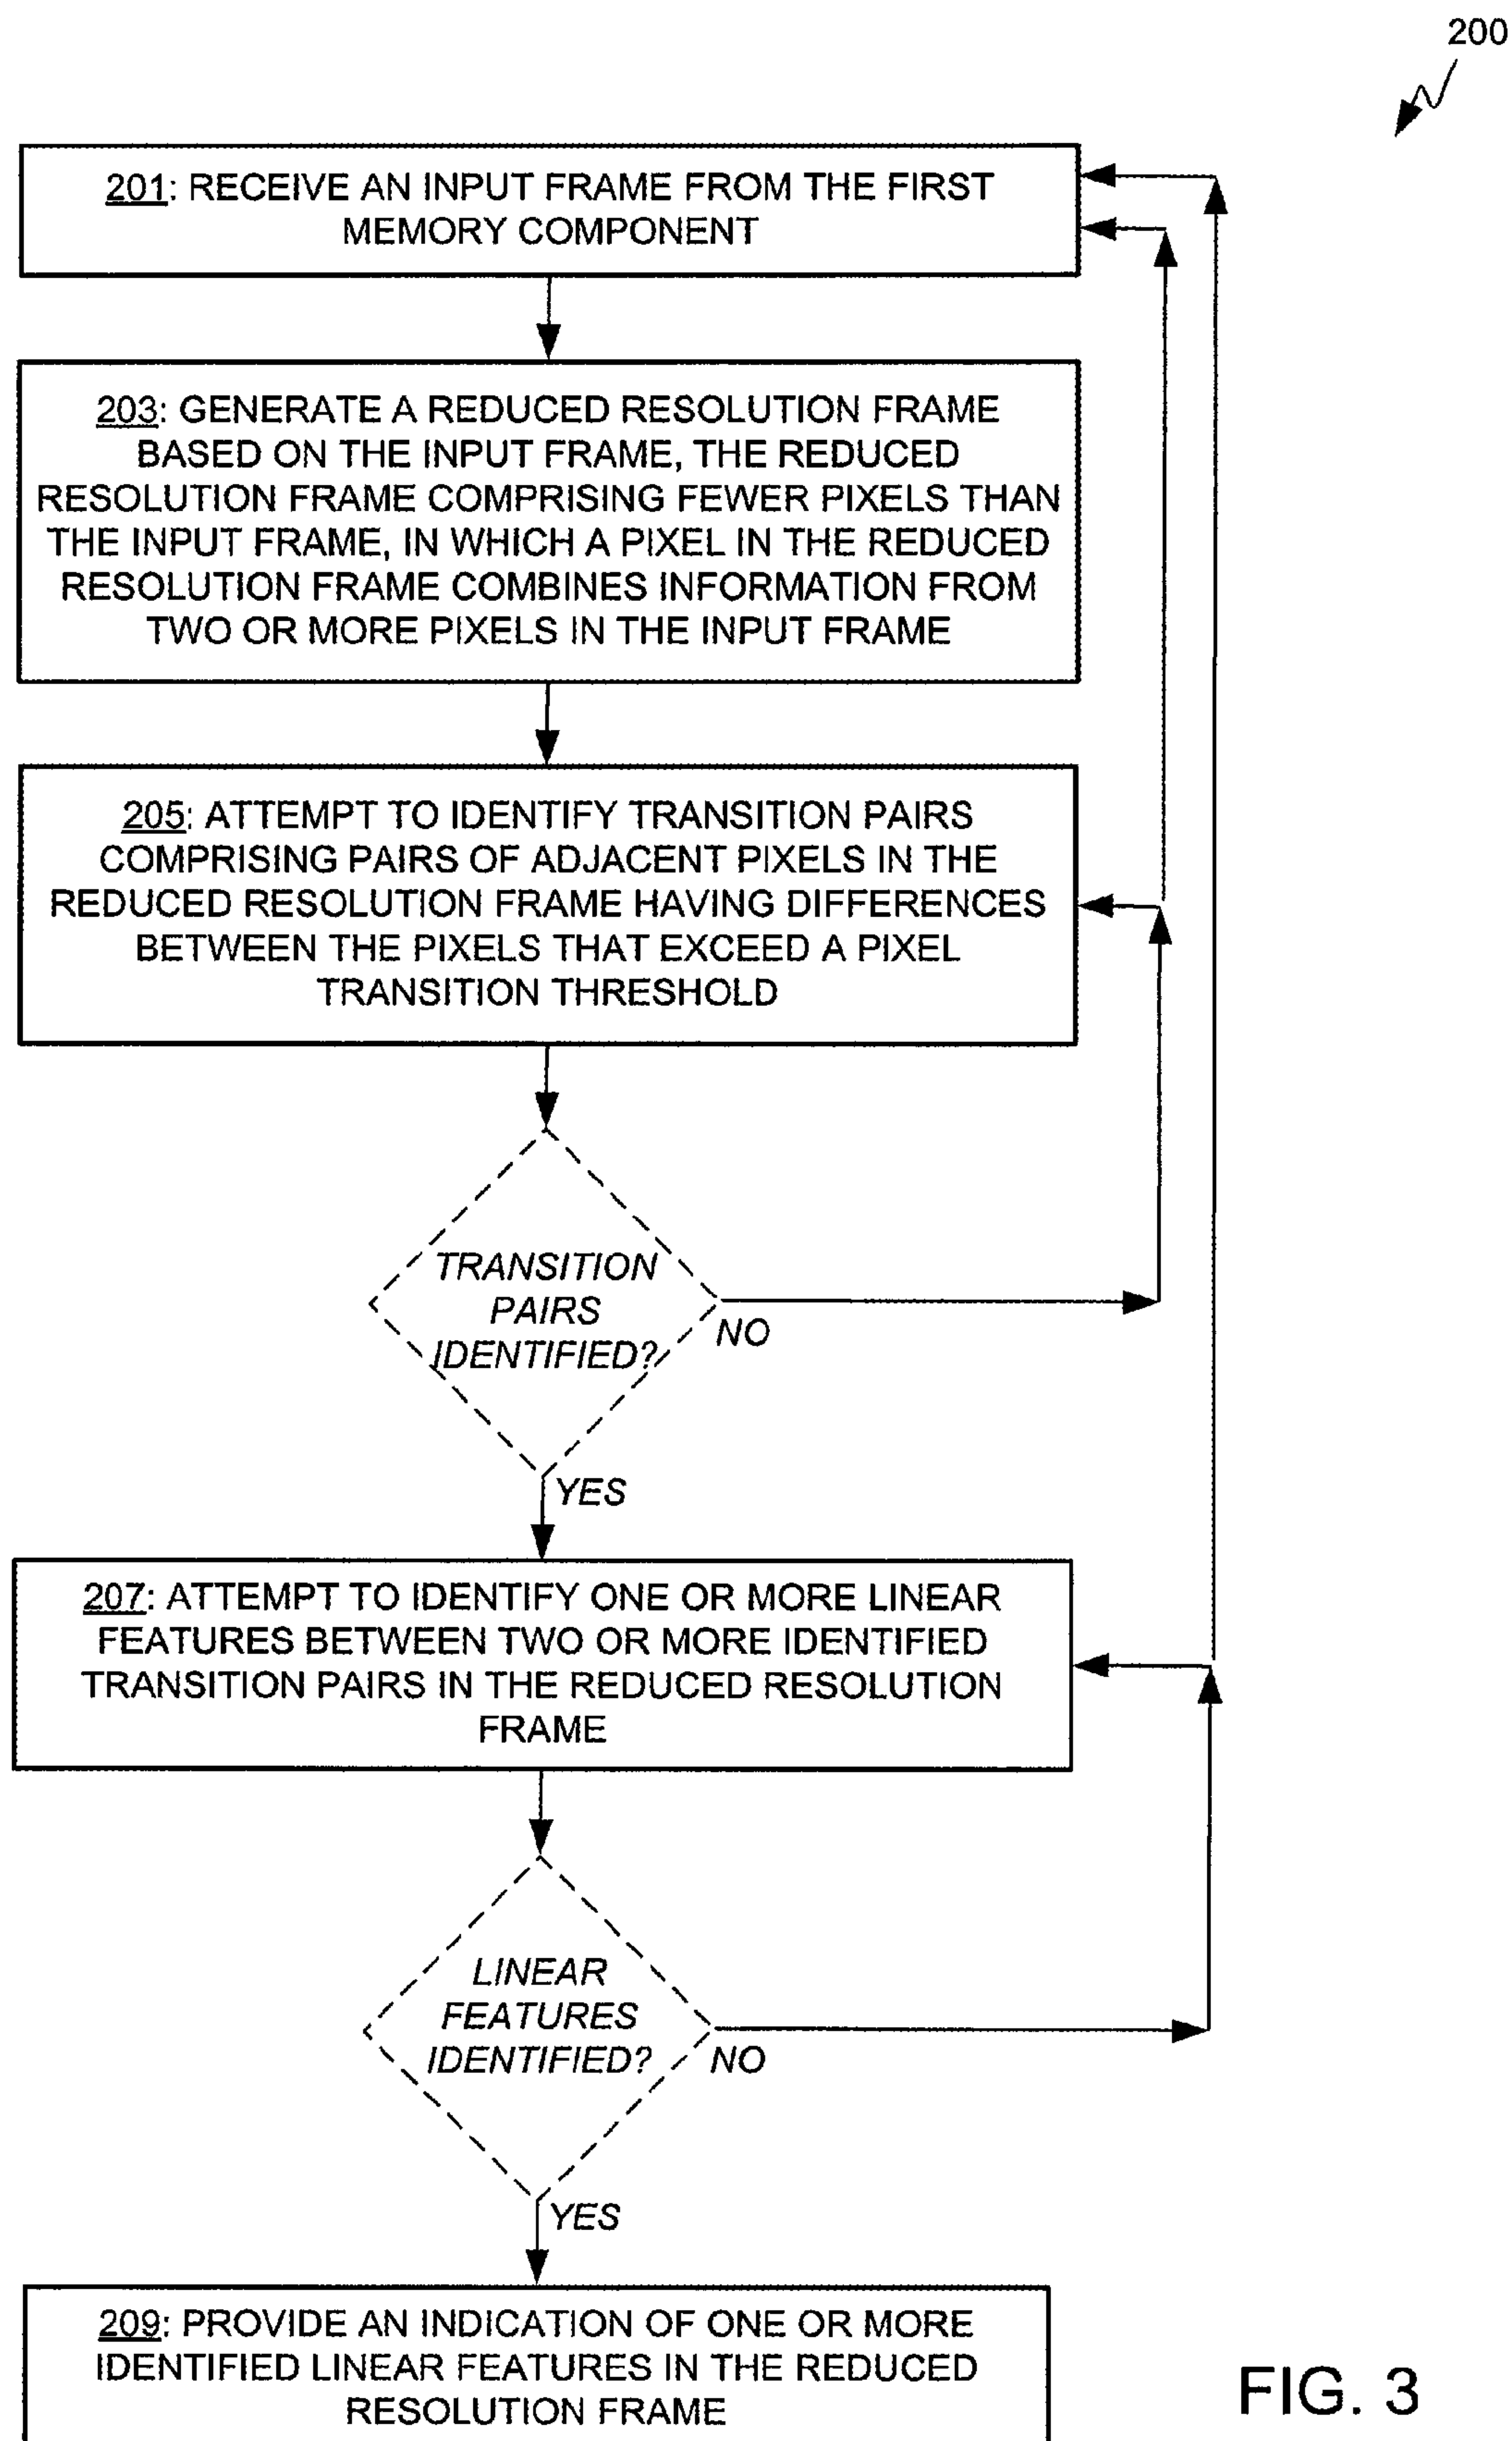 200
201: RECEIVE AN INPUT FRAME FROM THE FIRST
MEMORY COMPONENT
203: GENERATE A REDUCED RESOLUTION FRAME
BASED ON THE INPUT FRAME, THE REDUCED
RESOLUTION FRAME COMPRISING FEWER PIXELS THAN
THE INPUT FRAME, IN WHICH A PIXEL IN THE REDUCED
RESOLUTION FRAME COMBINES INFORMATION FROM
TWO OR MORE PIXELS IN THE INPUT FRAME
205: ATTEMPT TO IDENTIFY TRANSITION PAIRS
COMPRISING PAIRS OF ADJACENT PIXELS IN THE
REDUCED RESOLUTION FRAME HAVING DIFFERENCES
BETWEEN THE PIXELS THAT EXCEED A PIXEL
TRANSITION THRESHOLD
TRANSITION
PAIRS
IDENTIFIED?
NO
YES
207: ATTEMPT TO IDENTIFY ONE OR MORE LINEAR
FEATURES BETWEEN TWO OR MORE IDENTIFIED
TRANSITION PAIRS IN THE REDUCED RESOLUTION
FRAME
LINEAR
FEATURES
IDENTIFIED?
NO
YES
209: PROVIDE AN INDICATION OF ONE OR MORE
IDENTIFIED LINEAR FEATURES IN THE REDUCED
RESOLUTION FRAME
FIG. 3